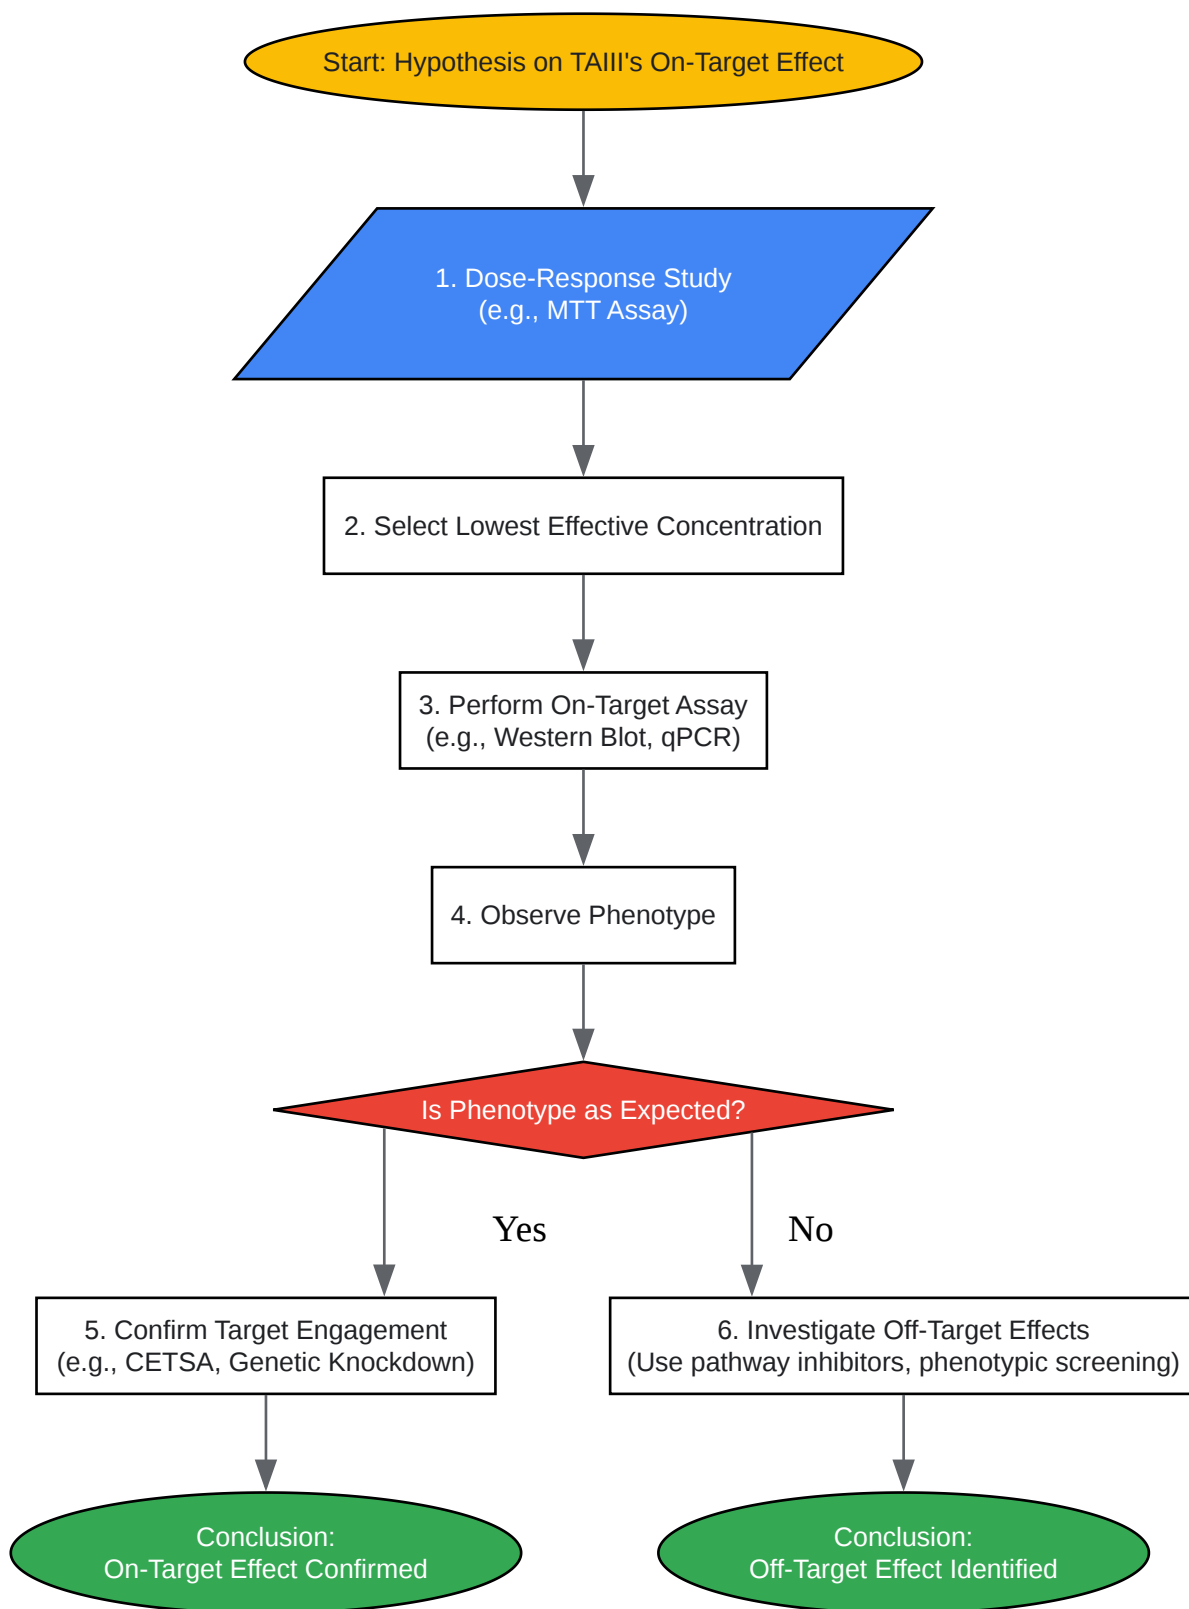 Start: Hypothesis on TAIII's On-Target Effect
1. Dose-Response Study
(e.g., MTT Assay)
2. Select Lowest Effective Concentration
3. Perform On-Target Assay
(e.g., Western Blot, qPCR)
4. Observe Phenotype
Is Phenotype as Expected?
Yes
No
5. Confirm Target Engagement
(e.g., CETSA, Genetic Knockdown)
6. Investigate Off-Target Effects
(Use pathway inhibitors, phenotypic screening)
Conclusion:
On-Target Effect Confirmed
Conclusion:
Off-Target Effect Identified